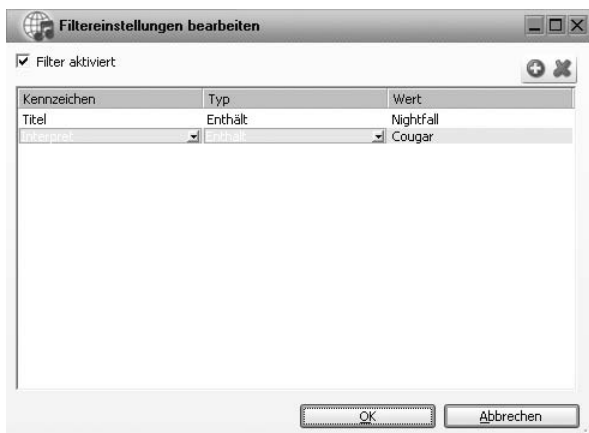 Filtereinstellungen bearbeiten
Filter aktiviert
Kennzeichen Typ Wert
Titel Enthält Nightfall
Interpret Enthält Cougar
OK Abbrechen